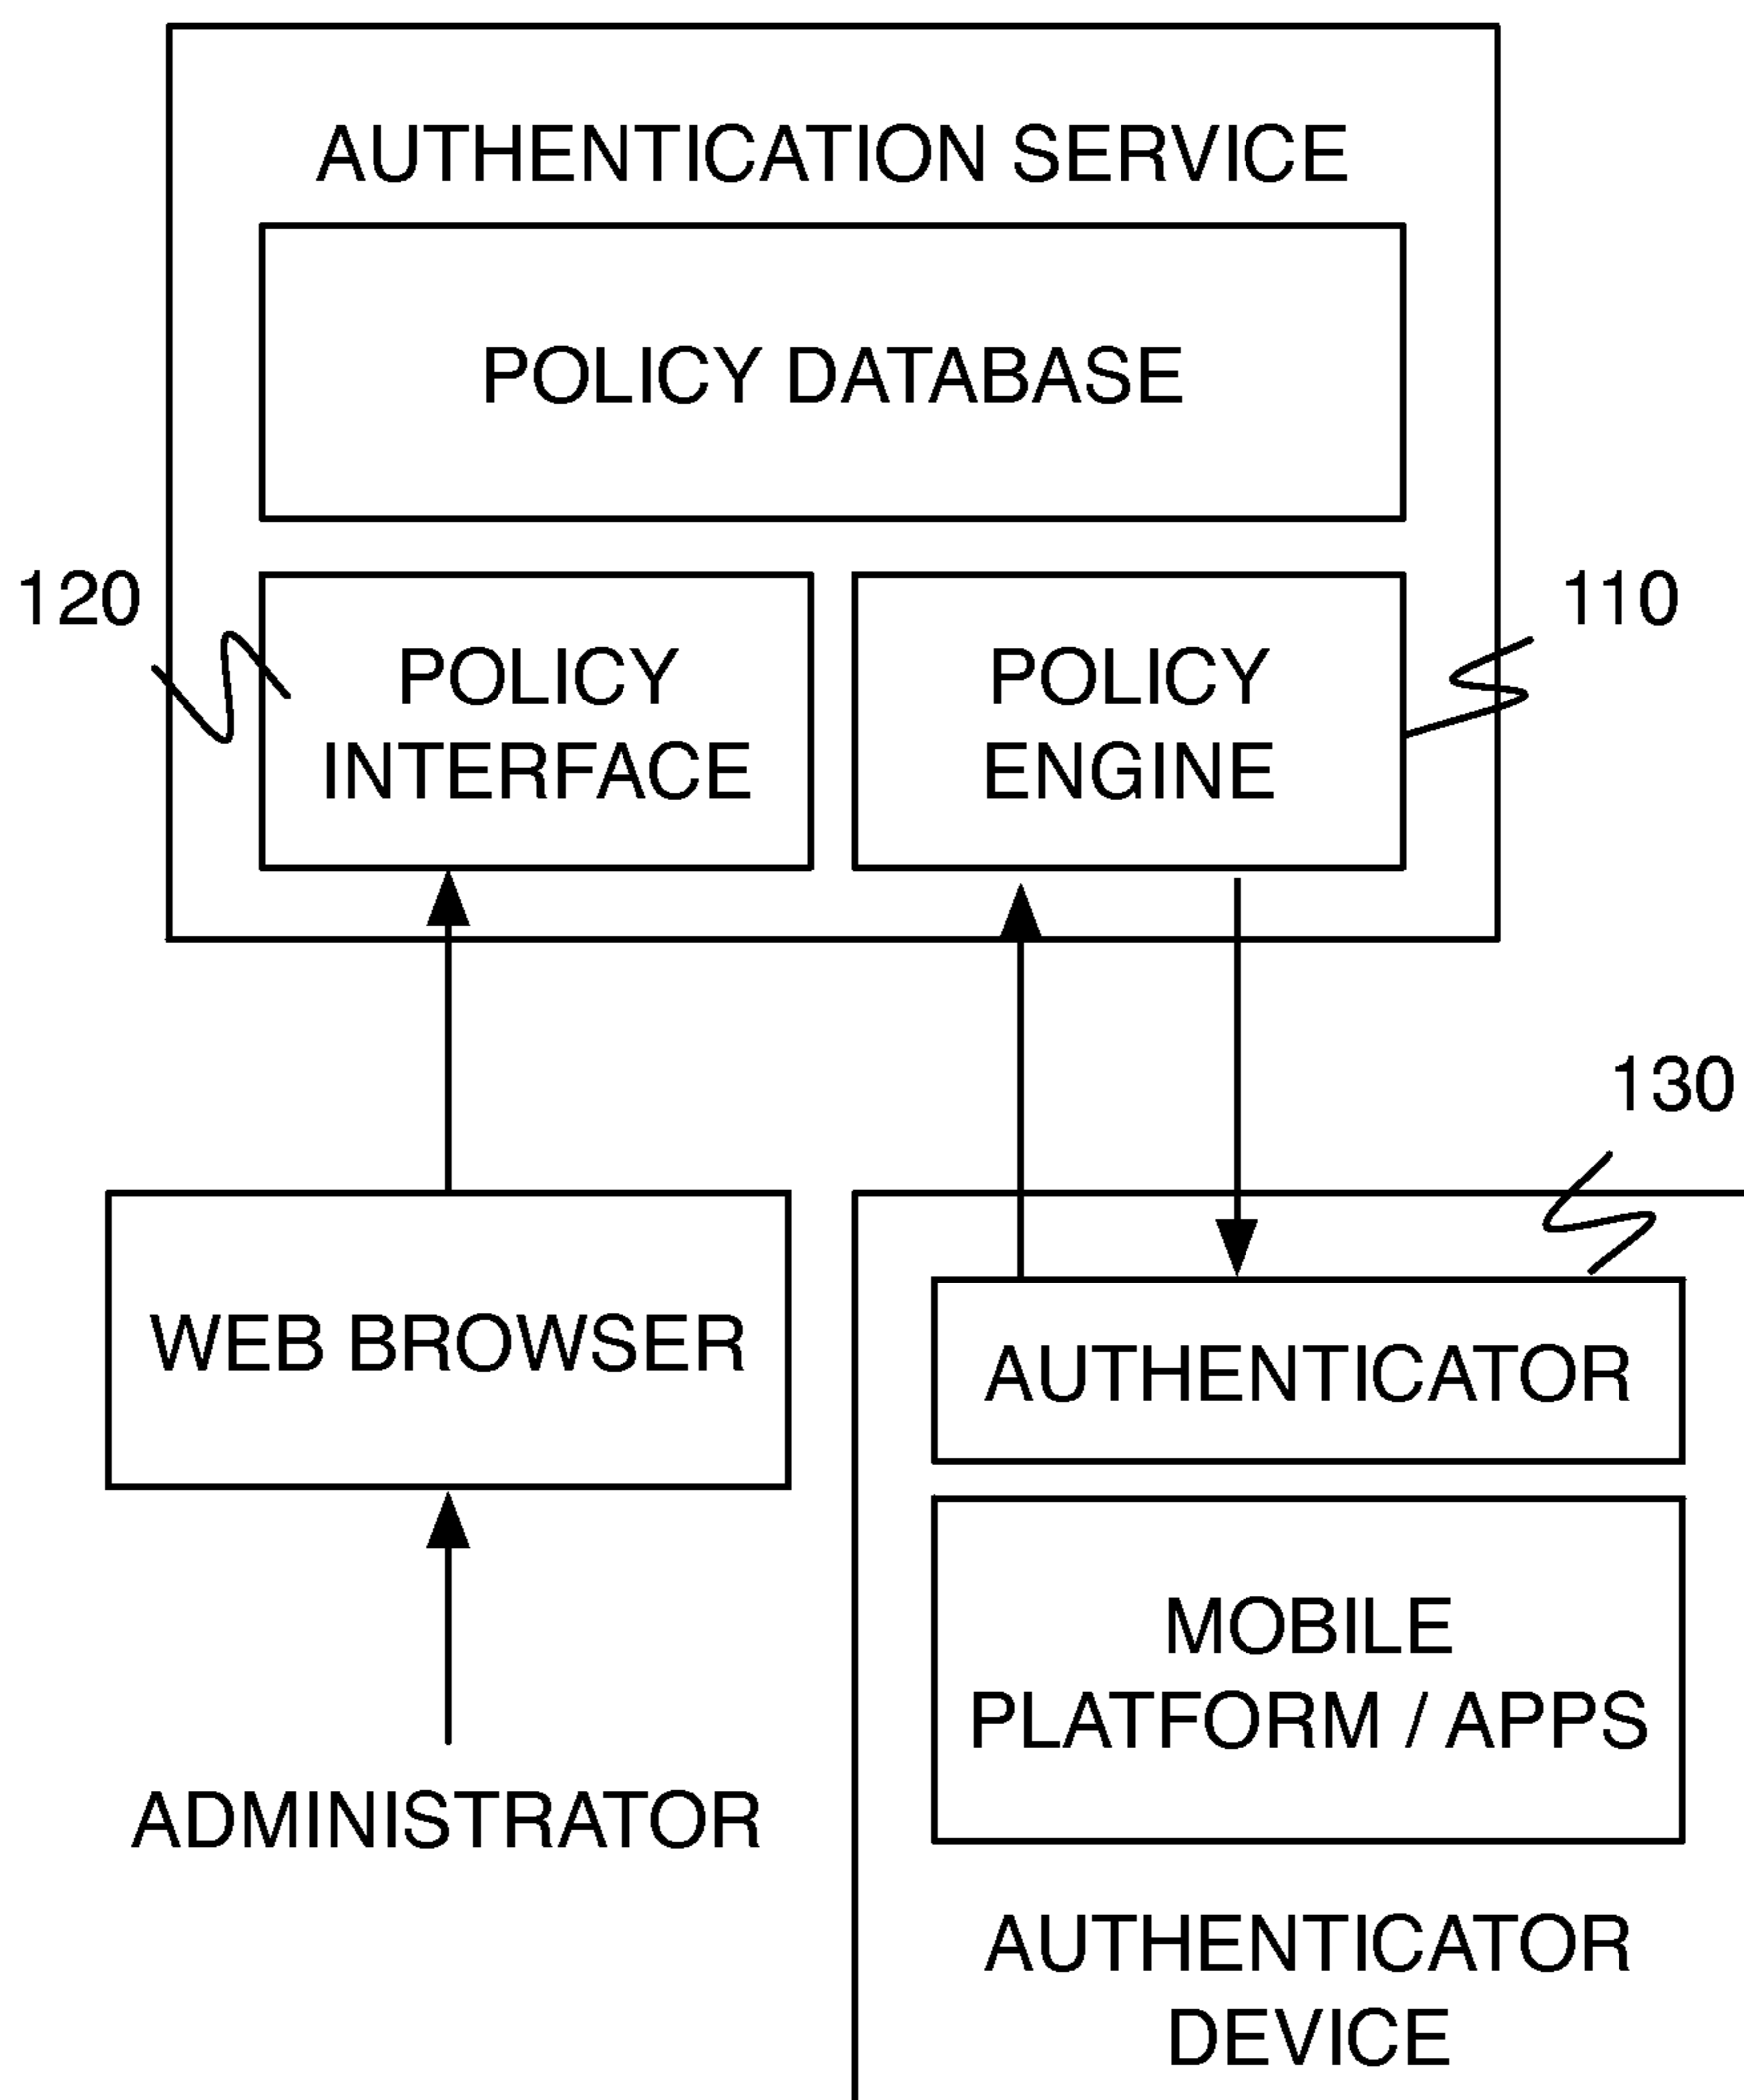 AUTHENTICATION SERVICE
POLICY DATABASE
120
POLICY
INTERFACE
POLICY
ENGINE
110
130
WEB BROWSER
AUTHENTICATOR
MOBILE
PLATFORM / APPS
ADMINISTRATOR
AUTHENTICATOR
DEVICE